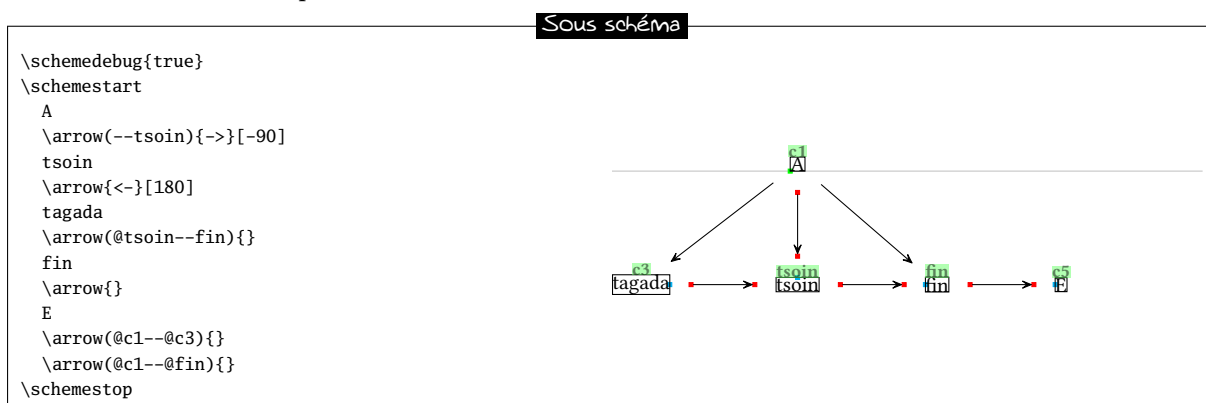 Sous schéma
\schemedebug{true}
\schemestart
A
\arrow(--tsoin){->}[-90]
tsoin
\arrow{<-}[180]
tagada
\arrow(@tsoin--fin){}
fin
\arrow{}
E
\arrow(@c1--@c3){}
\arrow(@c1--@fin){}
\schemestop
c1
A
c3 tsoin fin c5
tagada tsoin fin E